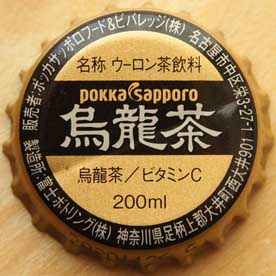 販売者・ポッカサッポロフード&ビバレッジ(株) 名古屋市中区栄3-27-1
名称 ウーロン茶飲料
pokka sapporo
烏龍茶
烏龍茶/ビタミンC
200ml
製造所・富士ボトリング(株) 神奈川県足柄上郡大井町西大井901